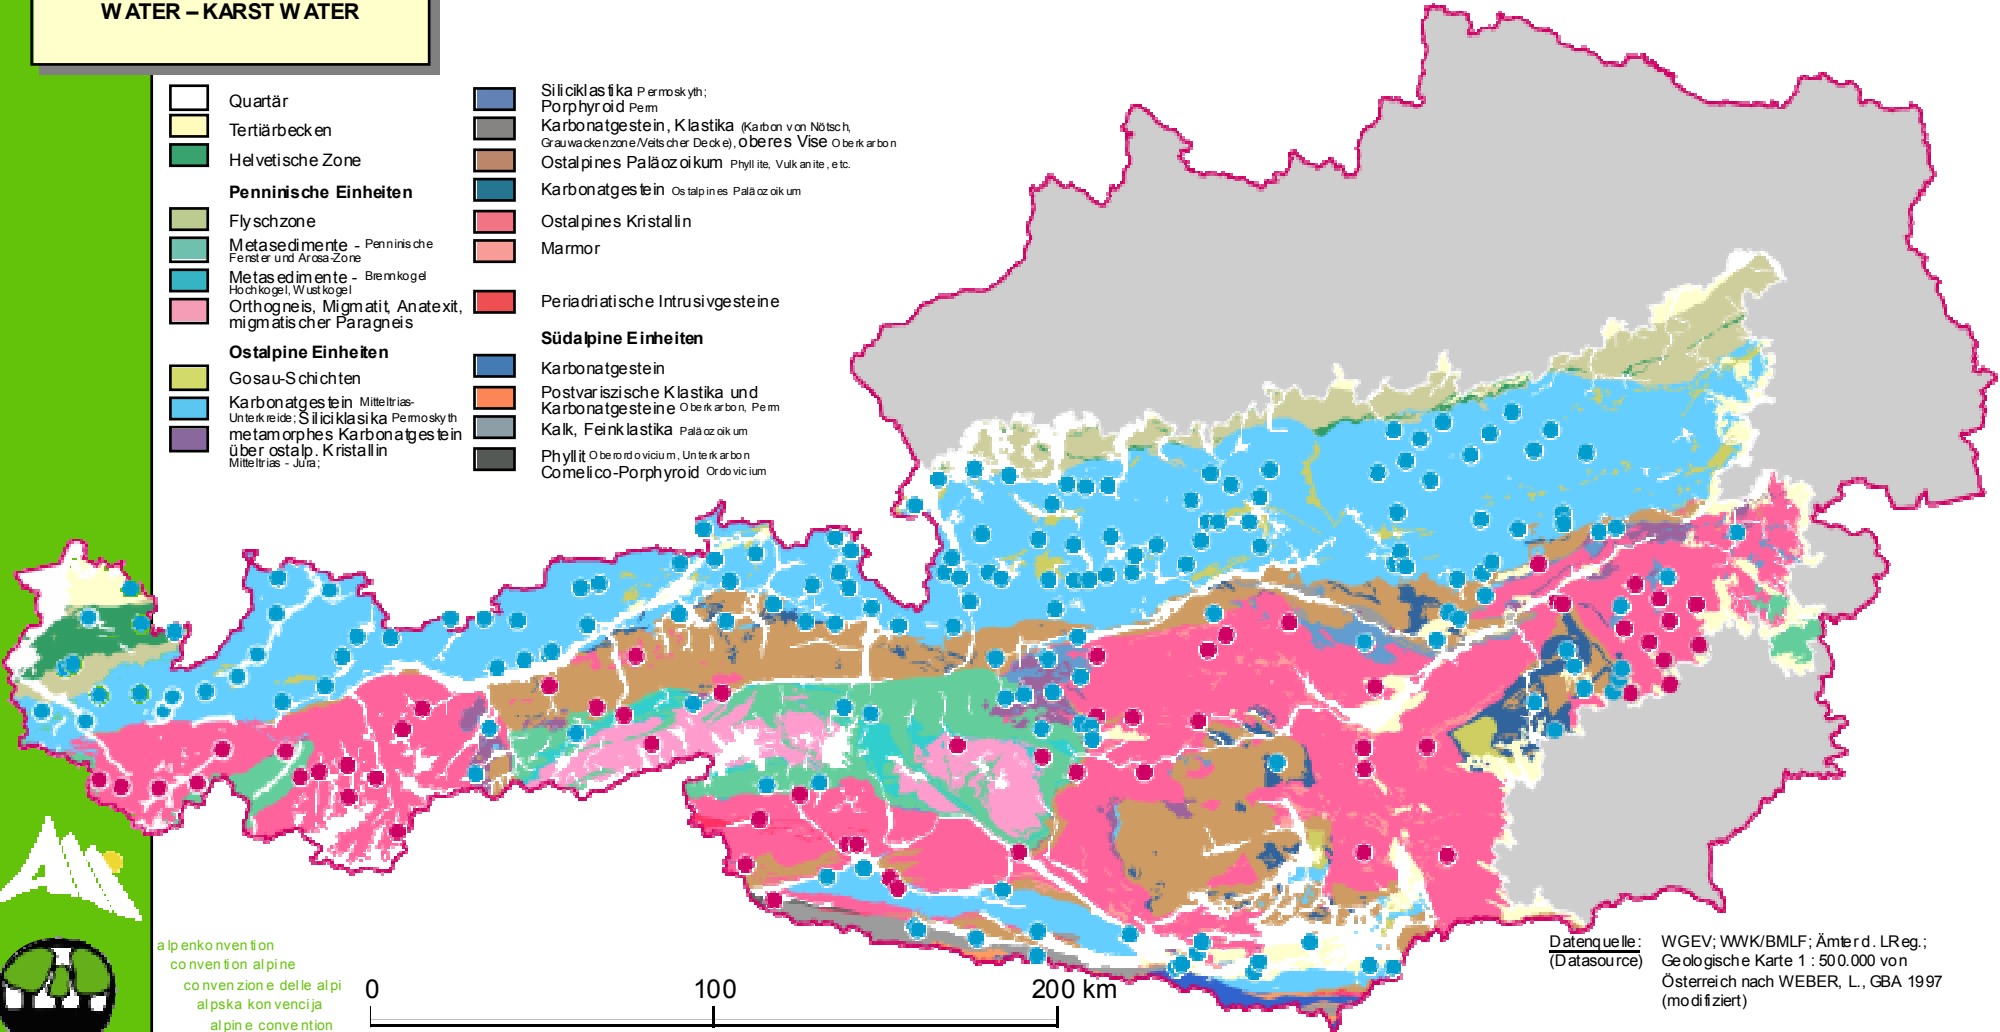 WATER – KARST WATER
Quartär
Tertiärbecken
Helvetische Zone
Penninische Einheiten
Flyschzone
Metasedimente - Penninische
Fenster und Arosa-Zone
Metasedimente - Brennkogel
Hochkogel, Wustkogel
Orthogneis, Migmatit, Anatexit,
migmatischer Paragneis
Ostalpine Einheiten
Gosau-Schichten
Karbonatgestein Mitteltrias-
Unterkreide; Siliciklasika Permoskyth
metamorphes Karbonatgestein
über ostalp. Kristallin
Mitteltrias - Jura;
Siliciklastika Permoskyth;
Porphyroid Perm
Karbonatgestein, Klastika (Karbon von Nötsch,
Grauwackenzone/Veitscher Decke), oberes Vise Oberkarbon
Ostalpines Paläozoikum Phyllite, Vulkanite, etc.
Karbonatgestein Ostalpines Paläozoikum
Ostalpines Kristallin
Marmor
Periadriatische Intrusivgesteine
Südalpine Einheiten
Karbonatgestein
Postvariszische Klastika und
Karbonatgesteine Oberkarbon, Perm
Kalk, Feinklastika Paläozoikum
Phyllit Oberordovicium, Unterkarbon
Comelico-Porphyroid Ordovicium
alpenkonvention
convention alpine
convenzione delle alpi
alpska konvencija
alpine convention
0 100 200 km
Datenquelle: WGEV; WWK/BMLF; Ämter d. LReg.;
(Datasource) Geologische Karte 1 : 500.000 von
Österreich nach WEBER, L., GBA 1997
(modifiziert)